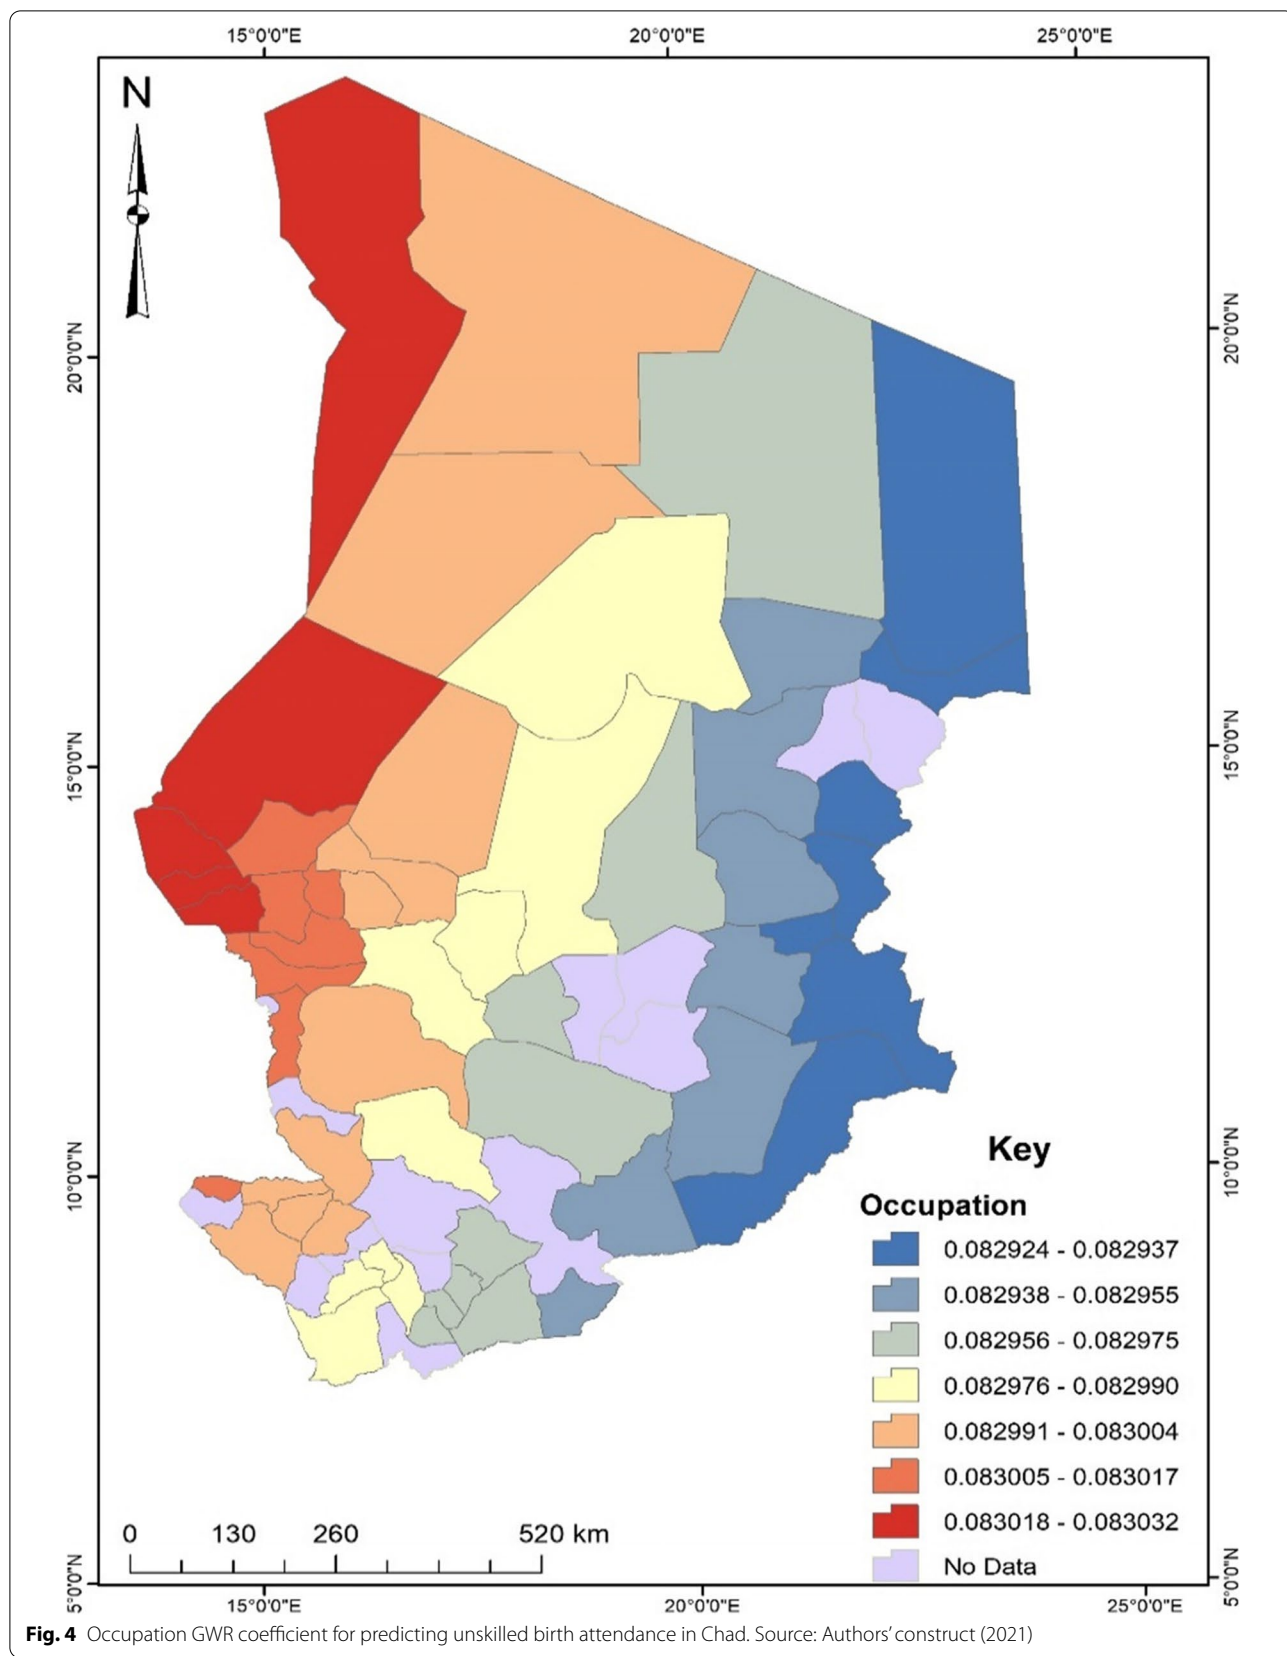 15°0'0"E 20°0'0"E 25°0'0"E
N
20°0'0"N 20°0'0"N
15°0'0"N 15°0'0"N
10°0'0"N 10°0'0"N
Key
Occupation
0.082924 - 0.082937
0.082938 - 0.082955
0.082956 - 0.082975
0.082976 - 0.082990
0.082991 - 0.083004
0.083005 - 0.083017
0.083018 - 0.083032
No Data
0 130 260 520 km
5°0'0"N 5°0'0"N
15°0'0"E 20°0'0"E 25°0'0"E
Fig. 4 Occupation GWR coefficient for predicting unskilled birth attendance in Chad. Source: Authors' construct (2021)